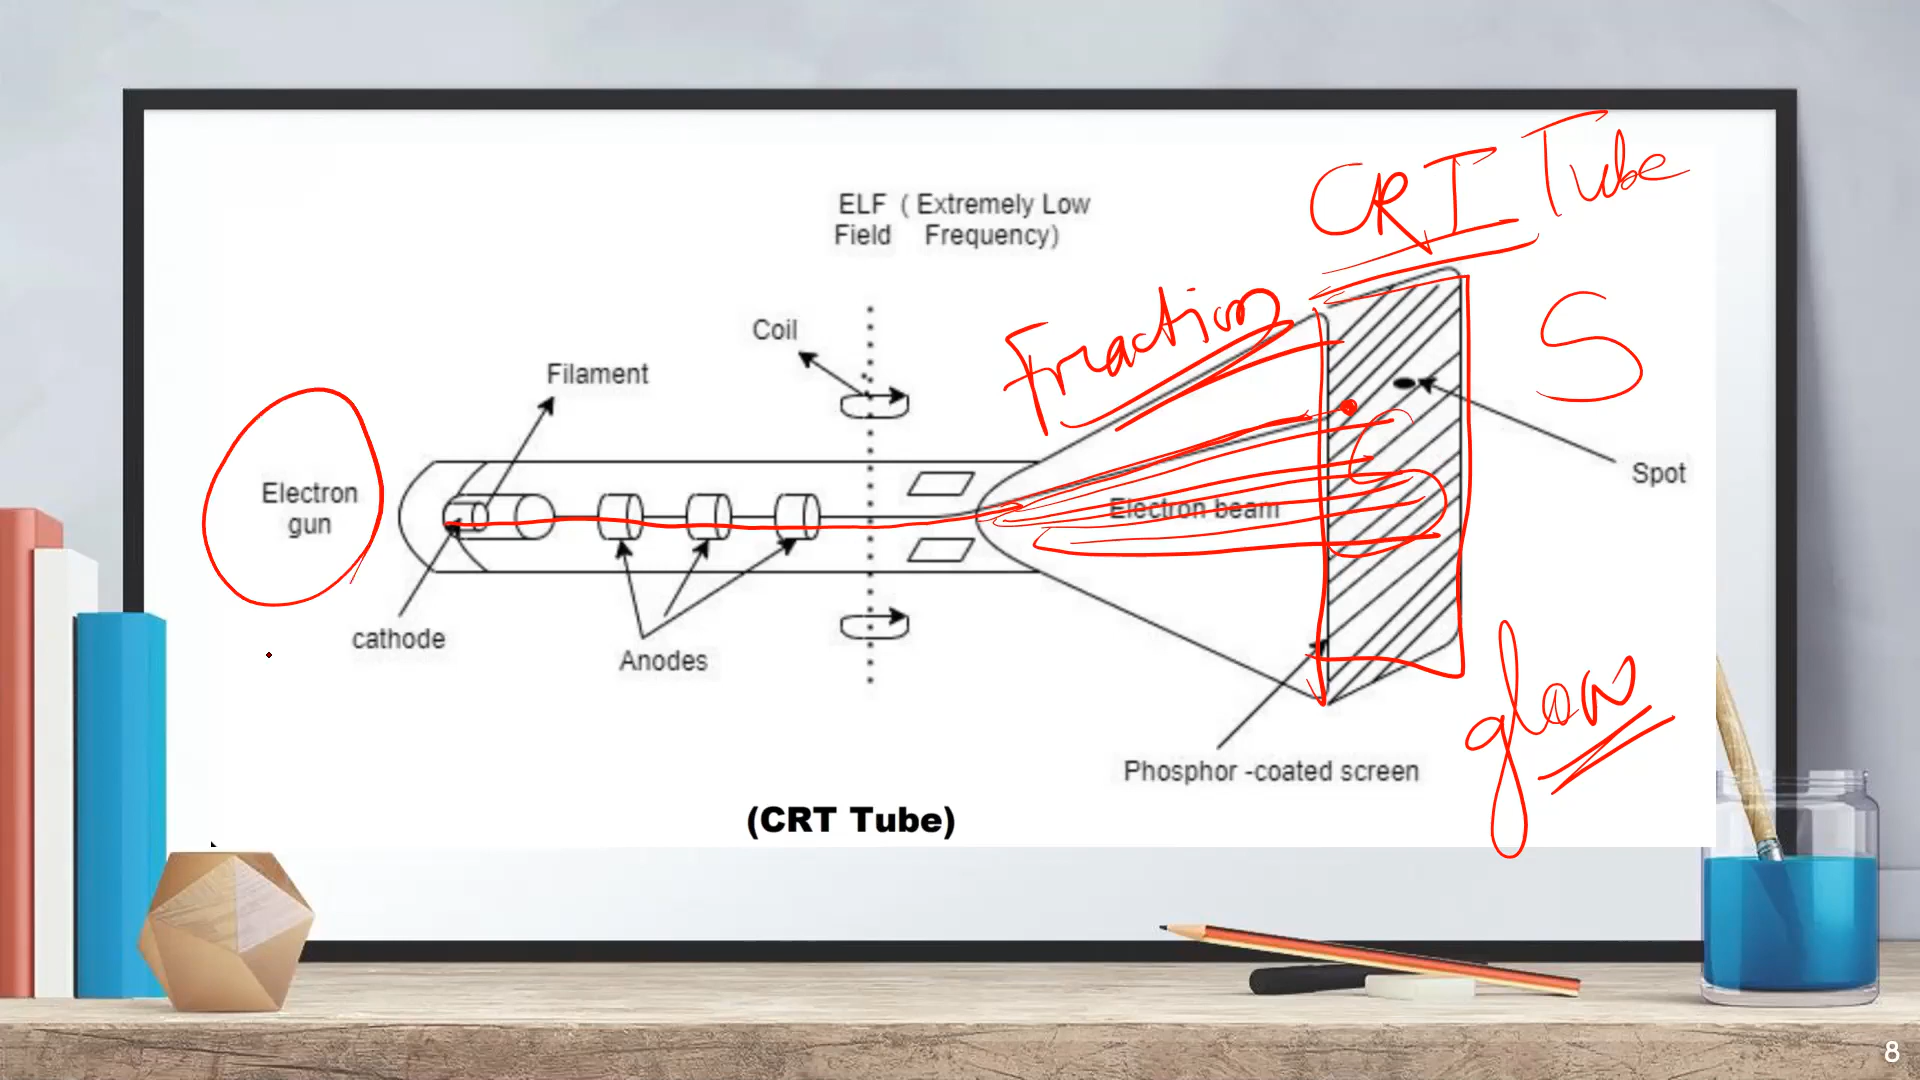 CRT Tube
ELF ( Extremely Low
Field Frequency)
Fraction
S
Coil
Filament
Spot
Electron
gun
Electron beam
cathode
Anodes
glow
Phosphor -coated screen
(CRT Tube)
8